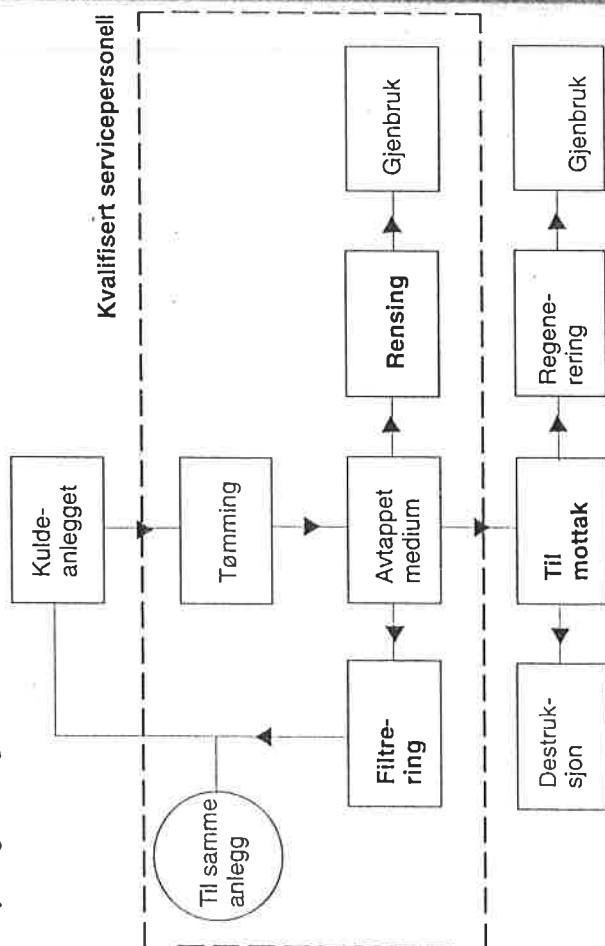 Kvalifisert servicepersonell
Kulde-
anlegget
Tømming
Til samme
anlegg
Filtre-
ring
Avtappet
medium
Rensing
Gjenbruk
Destruk-
sjon
Til
mottak
Regene-
rering
Gjenbruk